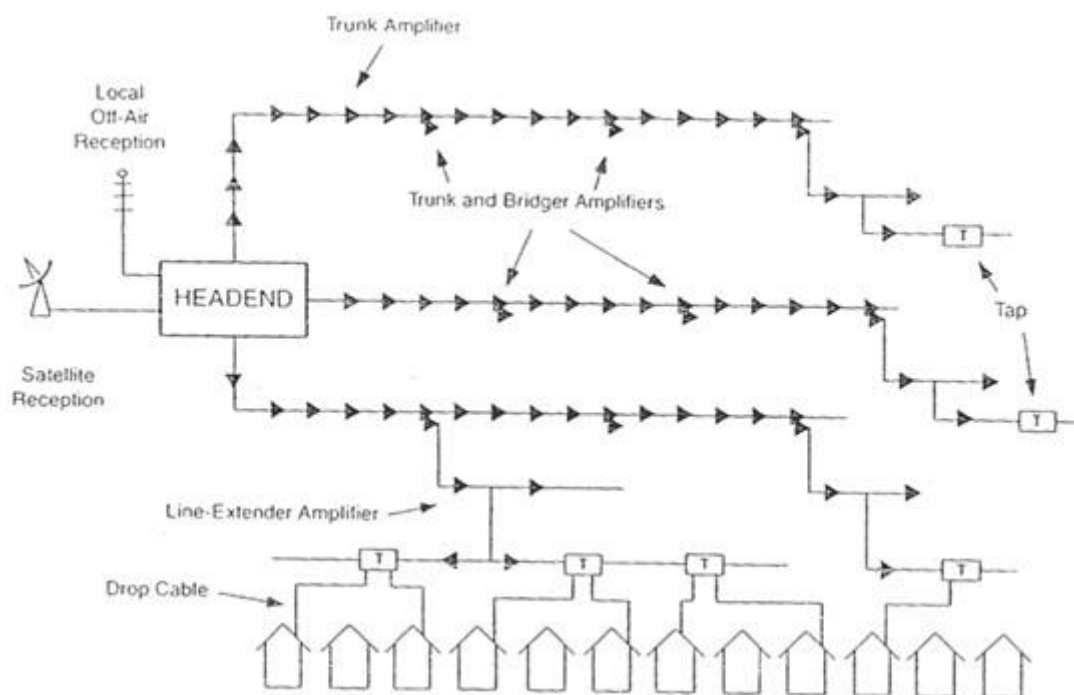 Trunk Amplifier
Local
Off-Air
Reception
Trunk and Bridger Amplifiers
T
HEADEND
Tap
Satellite
Reception
T
Line-Extender Amplifier
T
T
T
T
Drop Cable